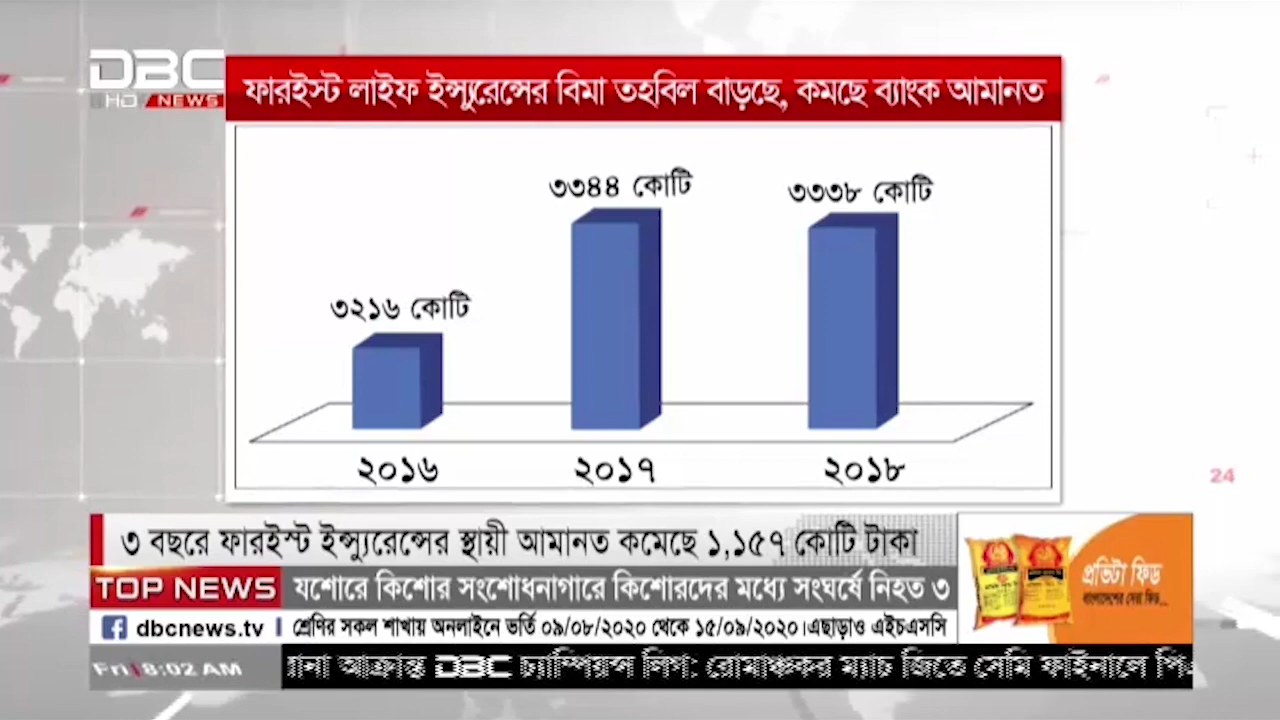 DBC
HD NEWS
ফারইস্ট লাইফ ইন্স্যুরেন্সের বিমা তহবিল বাড়ছে, কমছে ব্যাংক আমানত
৩৩৪৪ কোটি
৩৩৩৮ কোটি
৩২১৬ কোটি
২০১৬ ২০১৭ ২০১৮
24
৩ বছরে ফারইস্ট ইন্স্যুরেন্সের স্থায়ী আমানত কমেছে ১,১৫৭ কোটি টাকা
TOP NEWS যশোরে কিশোর সংশোধনাগারে কিশোরদের মধ্যে সংঘর্ষে নিহত ৩
প্রভিটা ফিড
বাংলাদেশের সেরা ফিড...
dbcnews.tv শ্রেণির সকল শাখায় অনলাইনে ভর্তি ০৯/০৮/২০২০ থেকে ১৫/০৯/২০২০।এছাড়াও এইচএসসি
Fri 8:02 AM আক্রান্ত DBC চ্যাম্পিয়ন্স লিগ: রোমাঞ্চকর ম্যাচ জিতে সেমি ফাইনালে